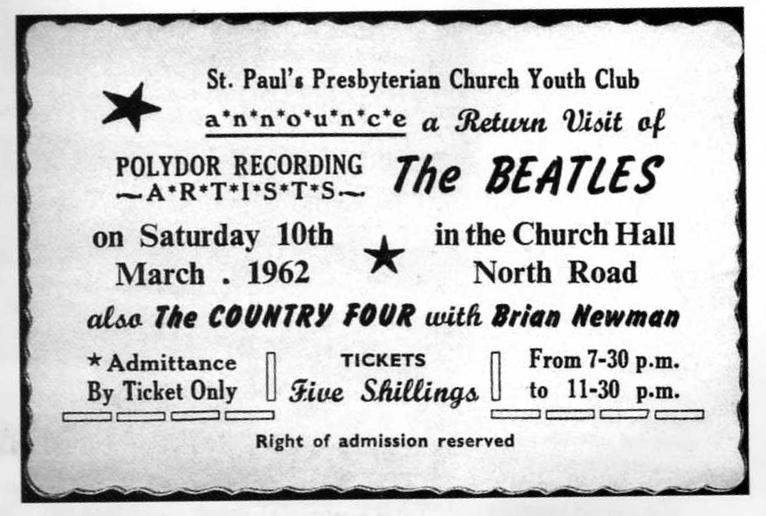 St. Paul's Presbyterian Church Youth Club
a*n*n*o*u*n*c*e a Return Visit of
POLYDOR RECORDING
~A*R*T*I*S*T*S~
The BEATLES
on Saturday 10th
March . 1962
in the Church Hall
North Road
also The COUNTRY FOUR with Brian Newman
* Admittance
By Ticket Only
TICKETS
Five Shillings
From 7-30 p.m.
to 11-30 p.m.
Right of admission reserved